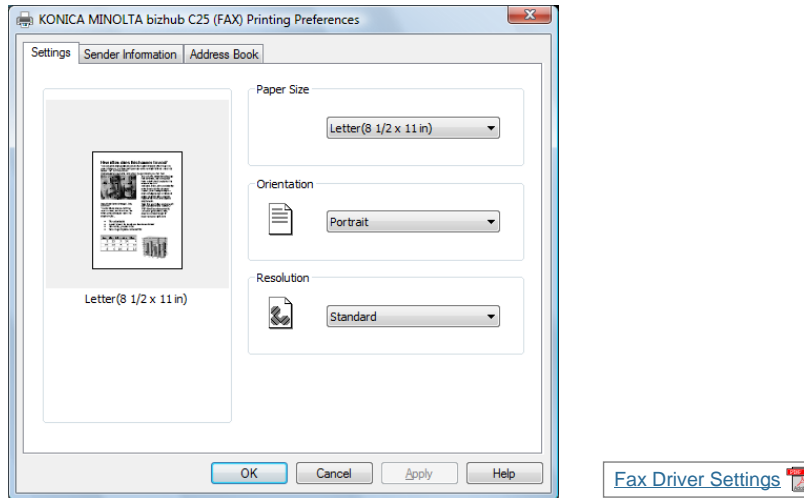 KONICA MINOLTA bizhub C25 (FAX) Printing Preferences
Settings
Sender Information
Address Book
Paper Size
Letter(8 1/2 x 11 in)
Orientation
Portrait
Resolution
Letter(8 1/2 x 11 in)
Standard
OK
Cancel
Apply
Help
Fax Driver Settings